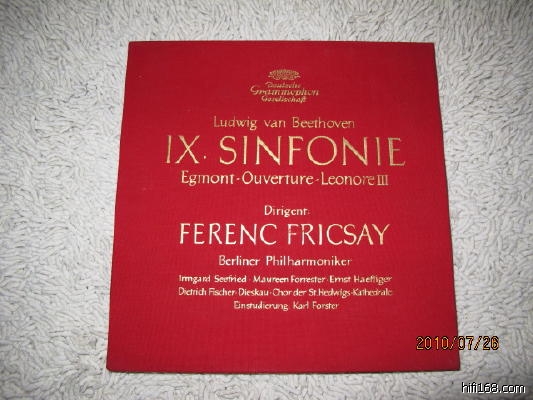 Deutsche
Grammophon
Gesellschaft
Ludwig van Beethoven
IX. SINFONIE
Egmont-Ouverture-Leonore III
Dirigent:
FERENC FRICSAY
Berliner Philharmoniker
Irmgard Seefried · Maureen Forrester · Ernst Haefliger
Dietrich Fischer-Dieskau · Chor der St. Hedwigs-Kathedrale
Einstudierung: Karl Forster
2010/07/26
hifi168.com